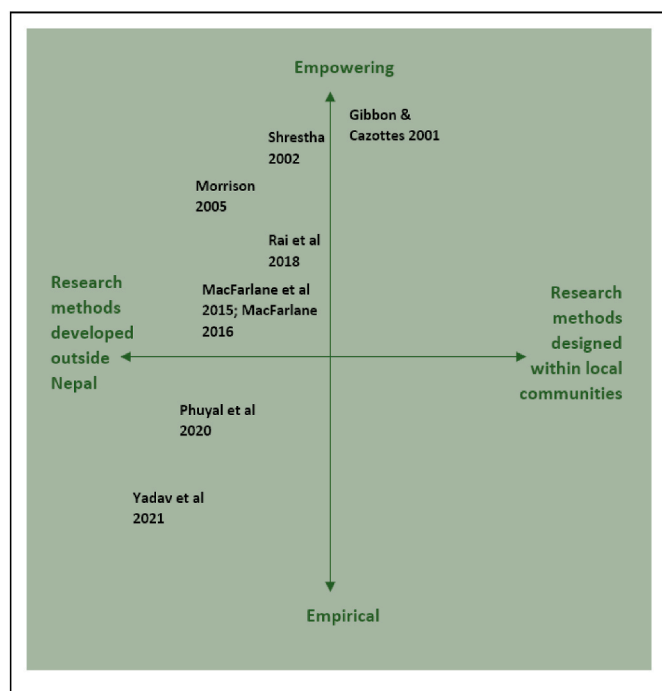 Empowering
Gibbon &
Cazottes 2001
Shrestha
2002
Morrison
2005
Rai et al
2018
MacFarlane et al
2015; MacFarlane
2016
Research
methods
developed
outside
Nepal
Research
methods
designed
within local
communities
Phuyal et al
2020
Yadav et al
2021
Empirical